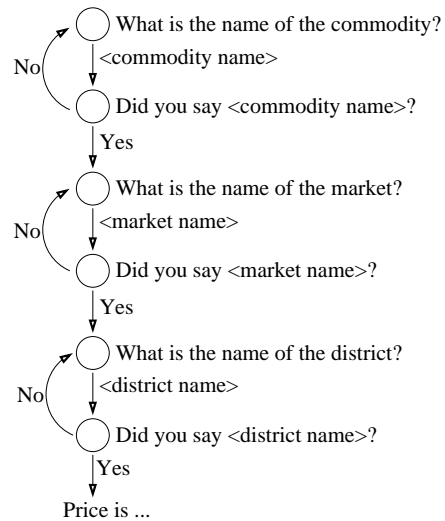 What is the name of the commodity?
No
<commodity name>
Did you say <commodity name>?
Yes
What is the name of the market?
<market name>
No
Did you say <market name>?
Yes
What is the name of the district?
<district name>
No
Did you say <district name>?
Yes
Price is ...